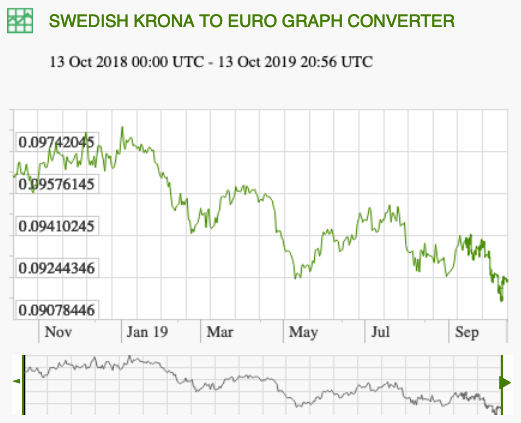 SWEDISH KRONA TO EURO GRAPH CONVERTER
13 Oct 2018 00:00 UTC - 13 Oct 2019 20:56 UTC
0.09742045
0.09576145
0.09410245
0.09244346
0.09078446
Nov Jan 19 Mar May Jul Sep